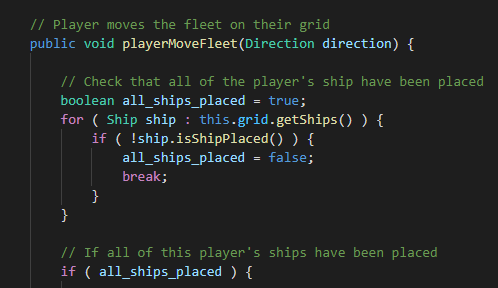 // Player moves the fleet on their grid
public void playerMoveFleet(Direction direction) {
// Check that all of the player's ship have been placed
boolean all_ships_placed = true;
for ( Ship ship : this.grid.getShips() ) {
if ( !ship.isShipPlaced() ) {
all_ships_placed = false;
break;
}
}
// If all of this player's ships have been placed
if ( all_ships_placed ) {